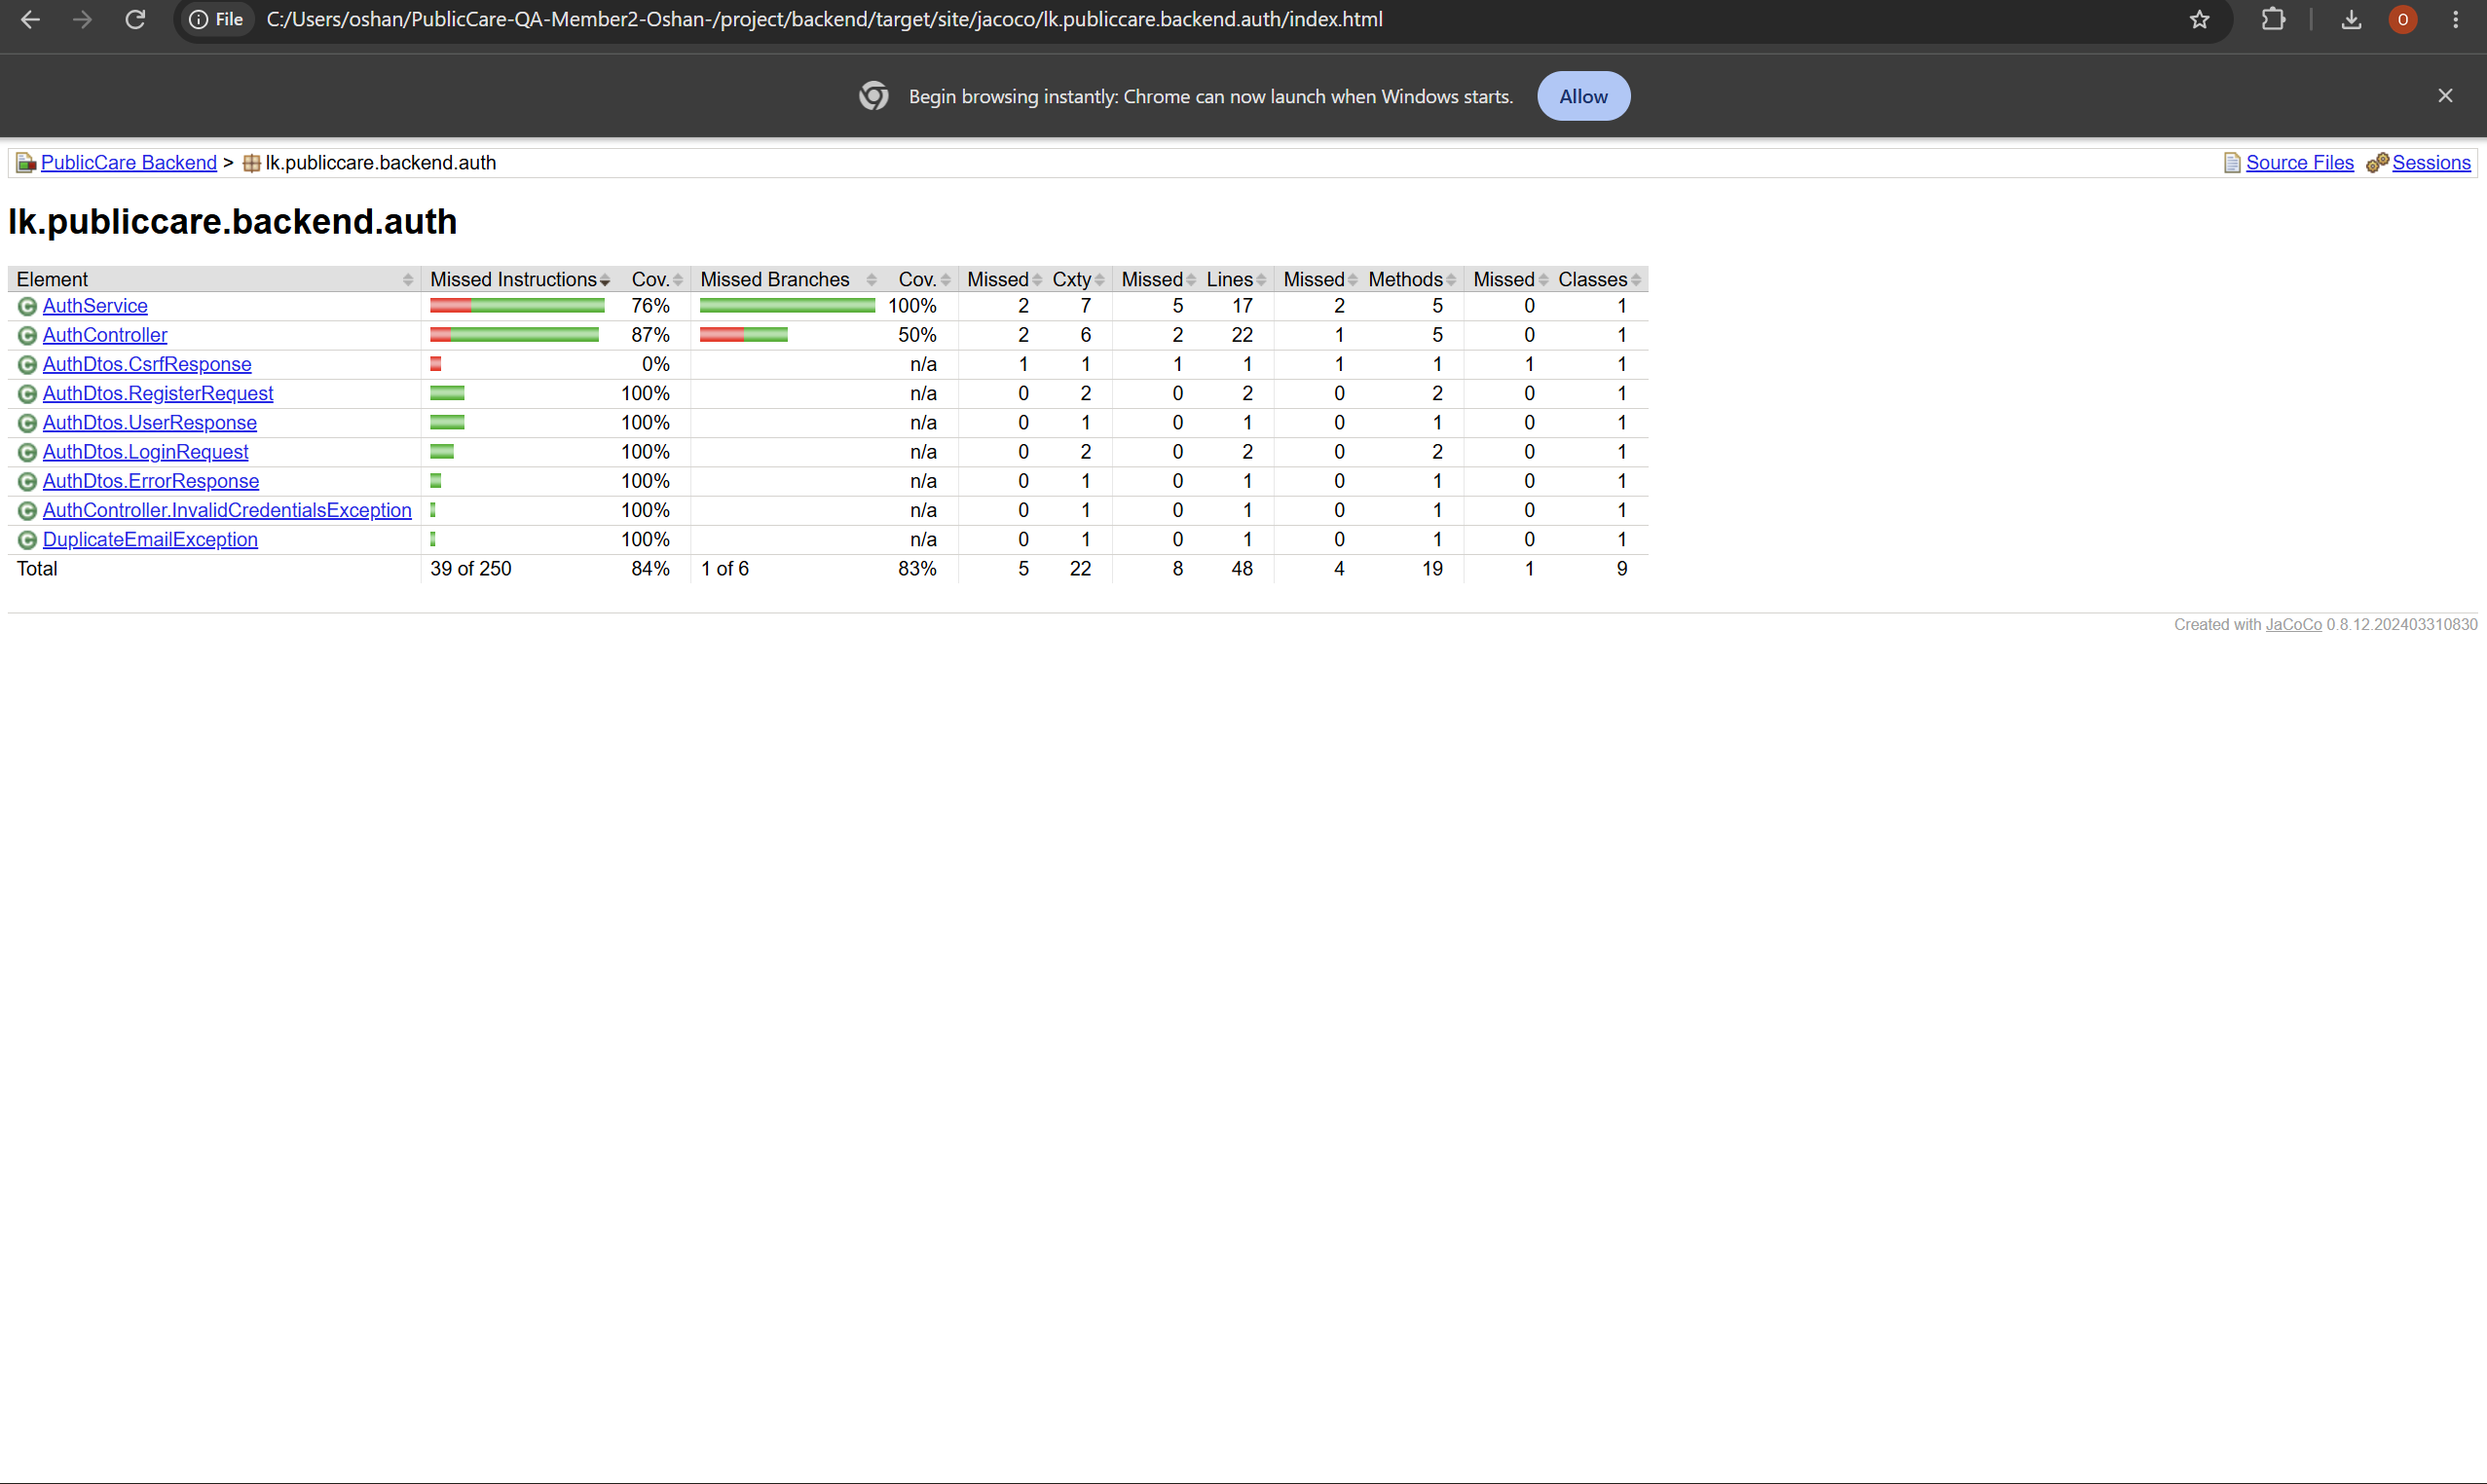 File C:/Users/oshan/PublicCare-QA-Member2-Oshan-/project/backend/target/site/jacoco/lk.publiccare.backend.auth/index.html O
Begin browsing instantly: Chrome can now launch when Windows starts. Allow
PublicCare Backend > lk.publiccare.backend.auth Source Files Sessions
lk.publiccare.backend.auth
Element Missed Instructions Cov. Missed Branches Cov. Missed Cxty Missed Lines Missed Methods Missed Classes
AuthService 76% 100% 2 7 5 17 2 5 0 1
AuthController 87% 50% 2 6 2 22 1 5 0 1
AuthDtos.CsrfResponse 0% n/a 1 1 1 1 1 1 1 1
AuthDtos.RegisterRequest 100% n/a 0 2 0 2 0 2 0 1
AuthDtos.UserResponse 100% n/a 0 1 0 1 0 1 0 1
AuthDtos.LoginRequest 100% n/a 0 2 0 2 0 2 0 1
AuthDtos.ErrorResponse 100% n/a 0 1 0 1 0 1 0 1
AuthController.InvalidCredentialsException 100% n/a 0 1 0 1 0 1 0 1
DuplicateEmailException 100% n/a 0 1 0 1 0 1 0 1
Total 39 of 250 84% 1 of 6 83% 5 22 8 48 4 19 1 9
Created with JaCoCo 0.8.12.202403310830